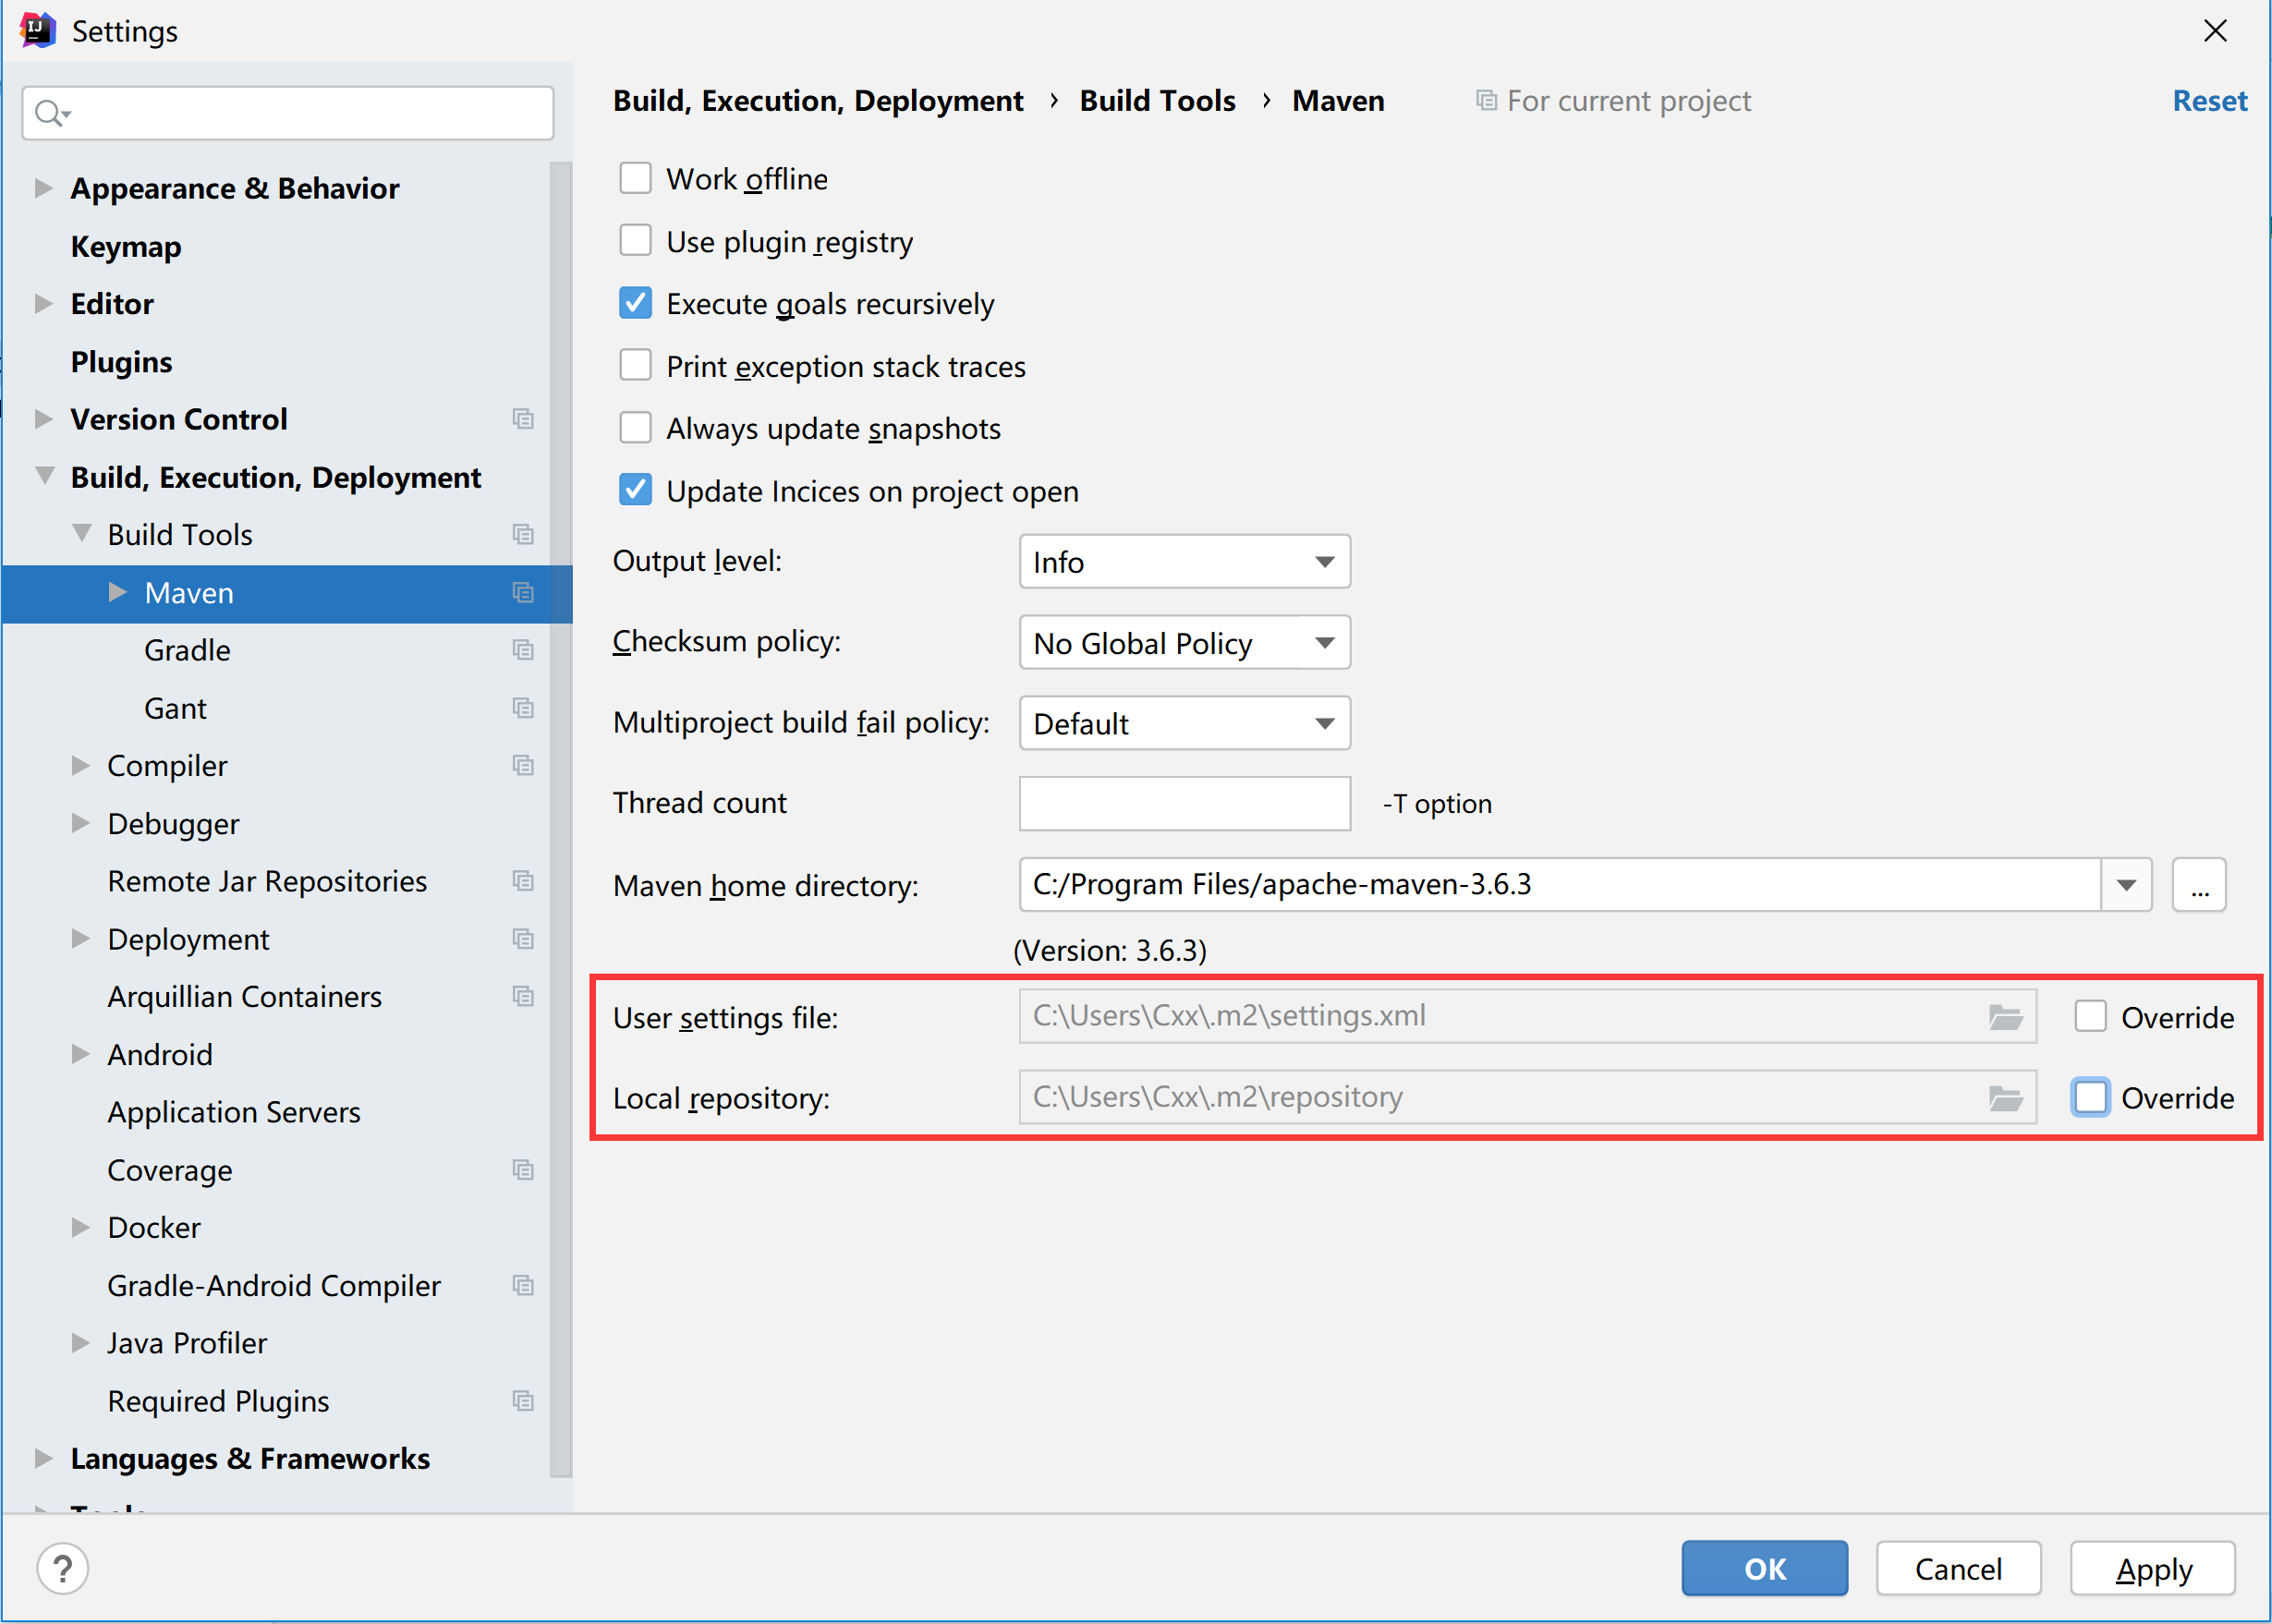 Settings
Appearance & Behavior
Keymap
Editor
Plugins
Version Control
Build, Execution, Deployment
Build Tools
Maven
Gradle
Gant
Compiler
Debugger
Remote Jar Repositories
Deployment
Arquillian Containers
Android
Application Servers
Coverage
Docker
Gradle-Android Compiler
Java Profiler
Required Plugins
Languages & Frameworks
Build, Execution, Deployment › Build Tools › Maven For current project Reset
Work offline
Use plugin registry
Execute goals recursively
Print exception stack traces
Always update snapshots
Update Incices on project open
Output level: Info
Checksum policy: No Global Policy
Multiproject build fail policy: Default
Thread count -T option
Maven home directory: C:/Program Files/apache-maven-3.6.3 ...
(Version: 3.6.3)
User settings file: C:\Users\Cxx\.m2\settings.xml Override
Local repository: C:\Users\Cxx\.m2\repository Override
? OK Cancel Apply